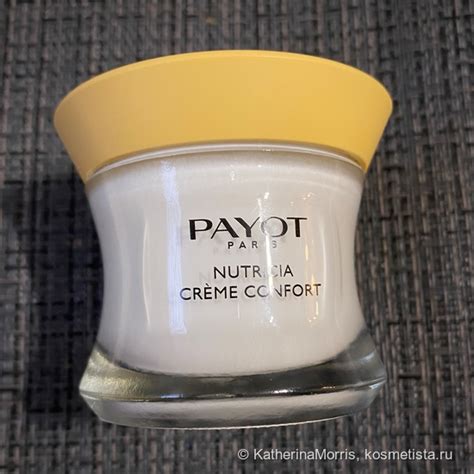 PAYOT
PARIS
NUTRICIA
CRÈME CONFORT
© KatherinaMorris, kosmetista.ru